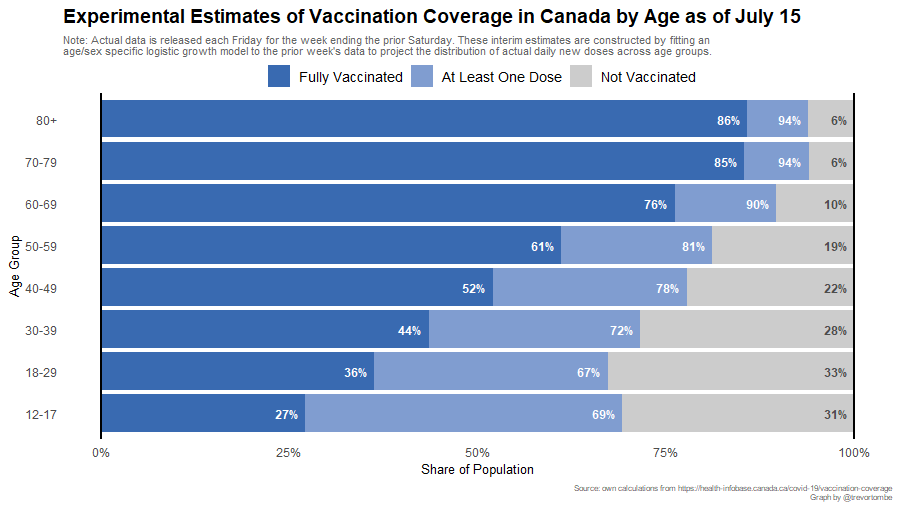 Experimental Estimates of Vaccination Coverage in Canada by Age as of July 15
Note: Actual data is released each Friday for the week ending the prior Saturday. These interim estimates are constructed by fitting an
age/sex specific logistic growth model to the prior week's data to project the distribution of actual daily new doses across age groups.
Fully Vaccinated At Least One Dose Not Vaccinated
80+ 86% 94% 6%
70-79 85% 94% 6%
60-69 76% 90% 10%
50-59 61% 81% 19%
Age Group
40-49 52% 78% 22%
30-39 44% 72% 28%
18-29 36% 67% 33%
12-17 27% 69% 31%
0% 25% 50% 75% 100%
Share of Population
Source: own calculations from https://health-infobase.canada.ca/covid-19/vaccination-coverage
Graph by @trevortombe